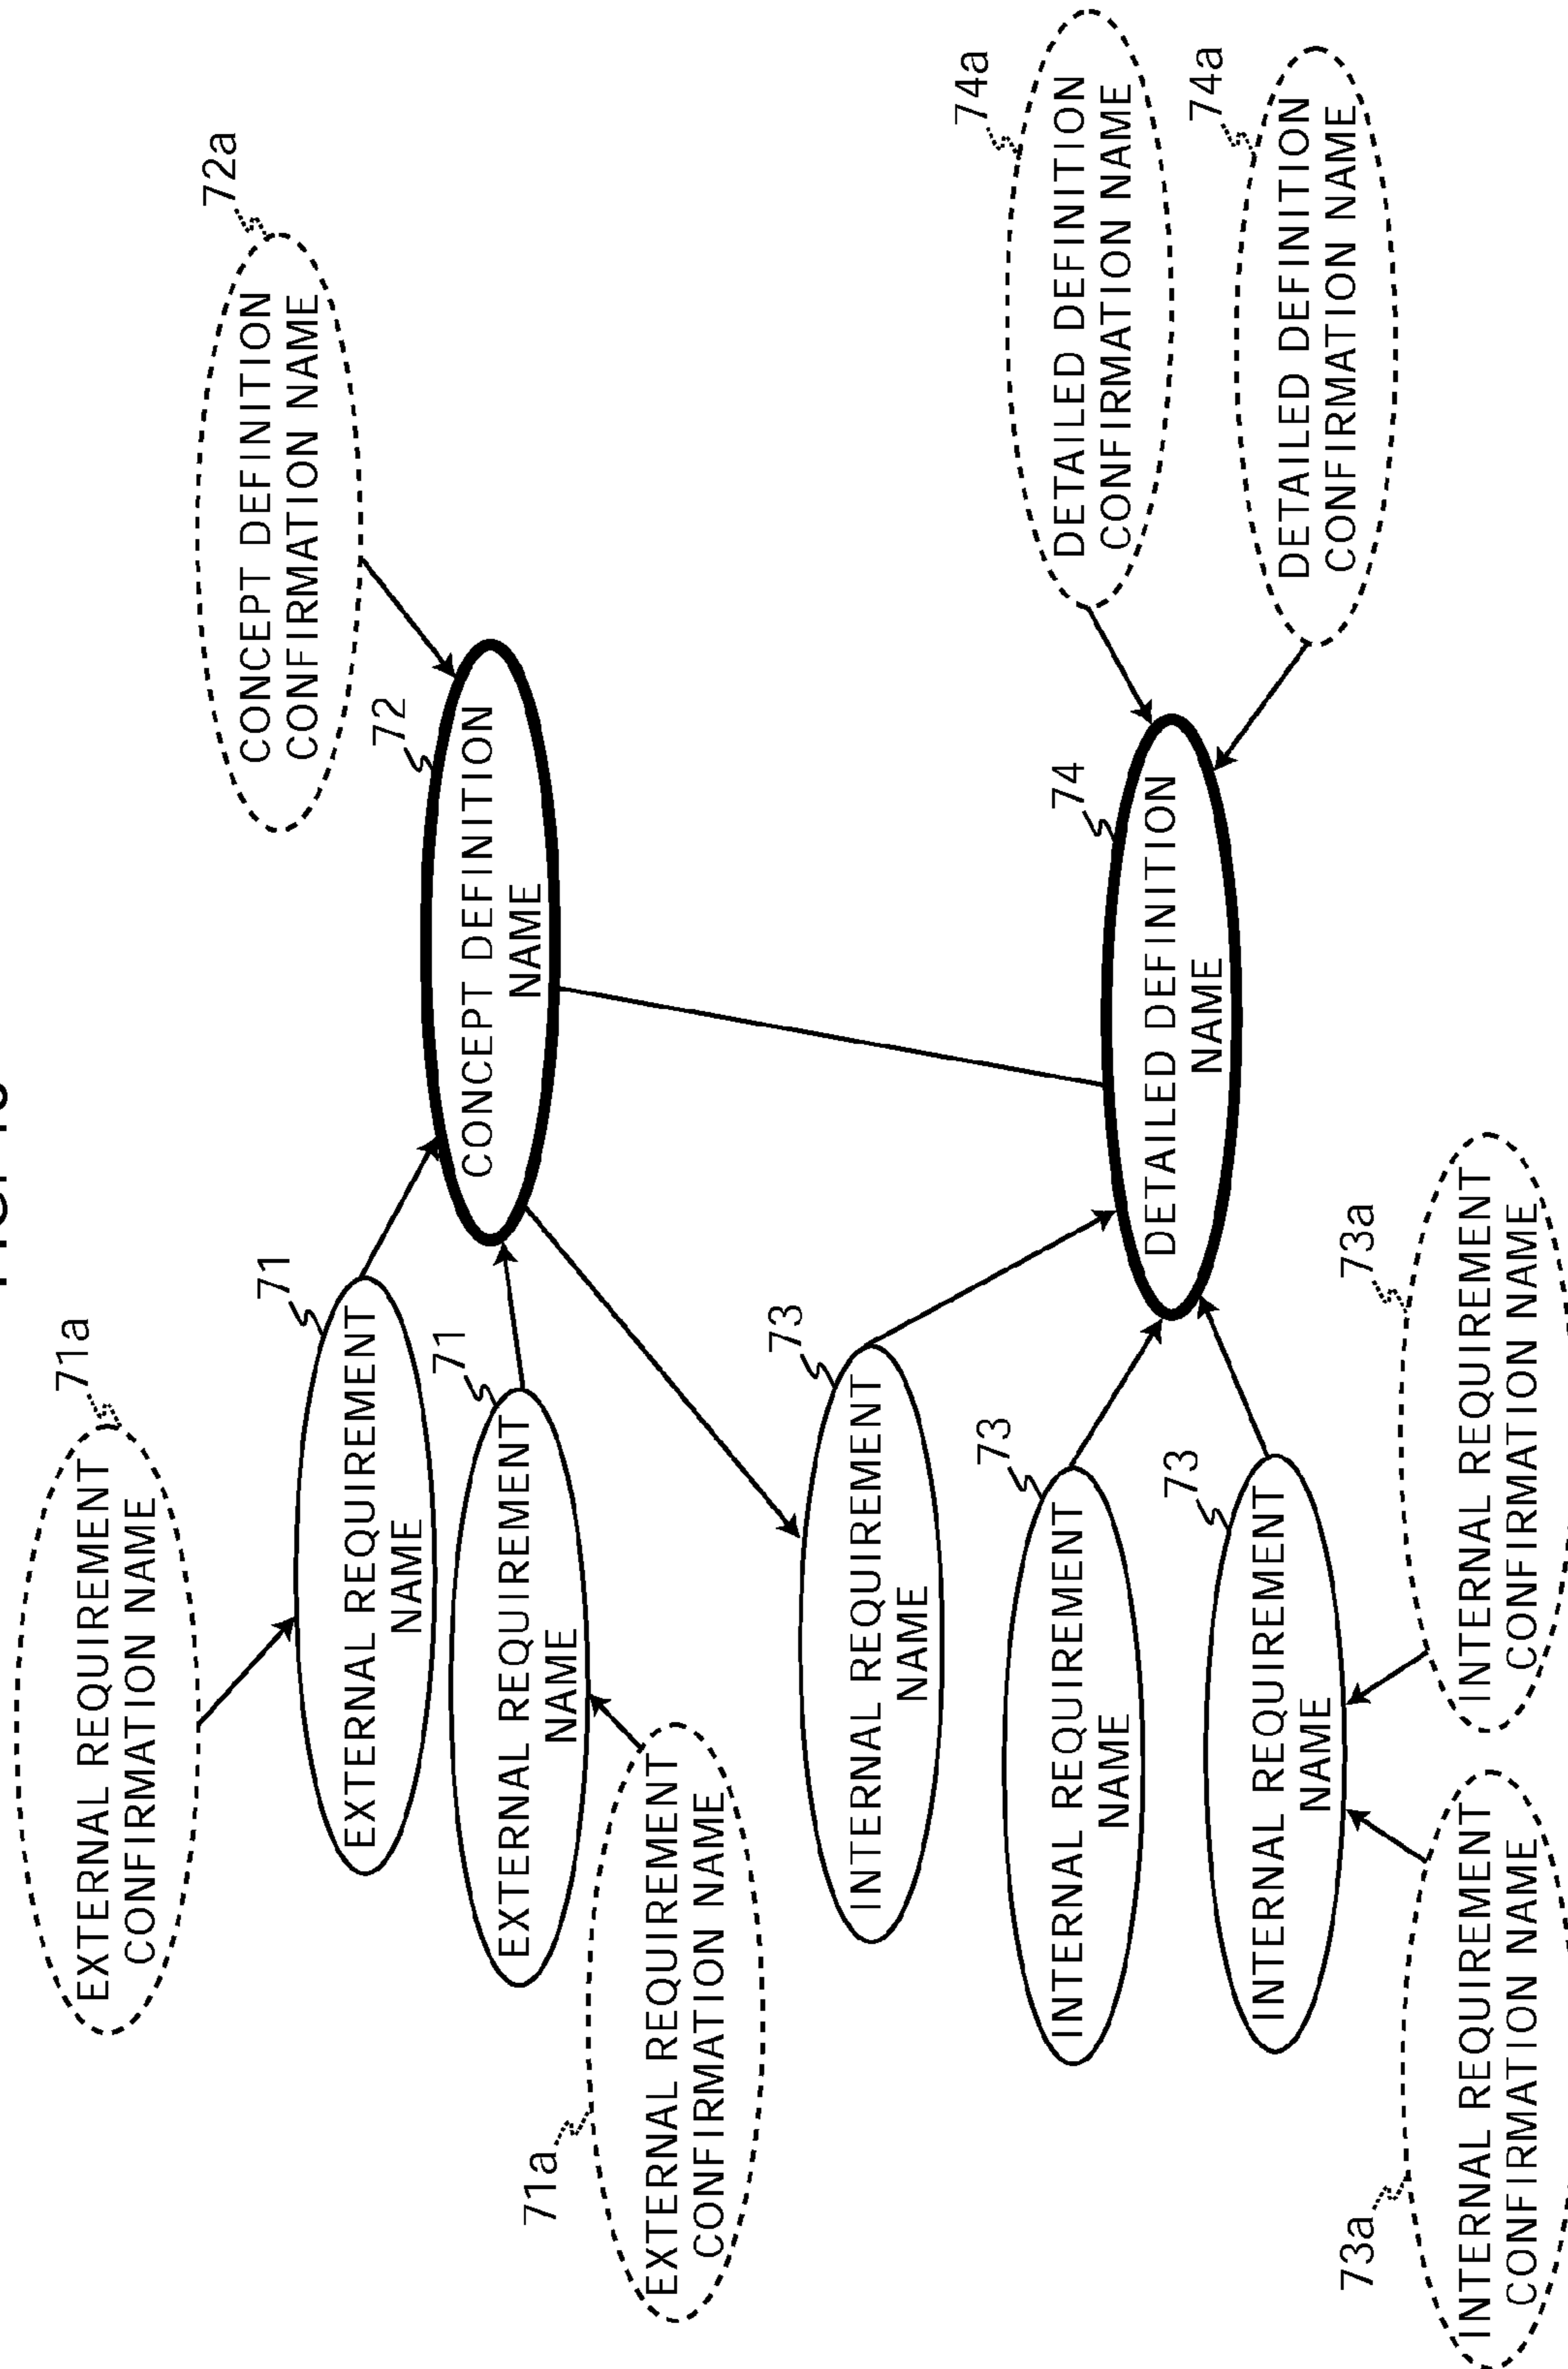 71a
EXTERNAL REQUIREMENT
CONFIRMATION NAME
71
EXTERNAL REQUIREMENT
NAME
71
EXTERNAL REQUIREMENT
NAME
71a
EXTERNAL REQUIREMENT
CONFIRMATION NAME
72a
CONCEPT DEFINITION
CONFIRMATION NAME
72
CONCEPT DEFINITION
NAME
73
INTERNAL REQUIREMENT
NAME
73
INTERNAL REQUIREMENT
NAME
73
INTERNAL REQUIREMENT
NAME
74
DETAILED DEFINITION
NAME
74a
DETAILED DEFINITION
CONFIRMATION NAME
74a
DETAILED DEFINITION
CONFIRMATION NAME
73a
INTERNAL REQUIREMENT
CONFIRMATION NAME
73a
INTERNAL REQUIREMENT
CONFIRMATION NAME